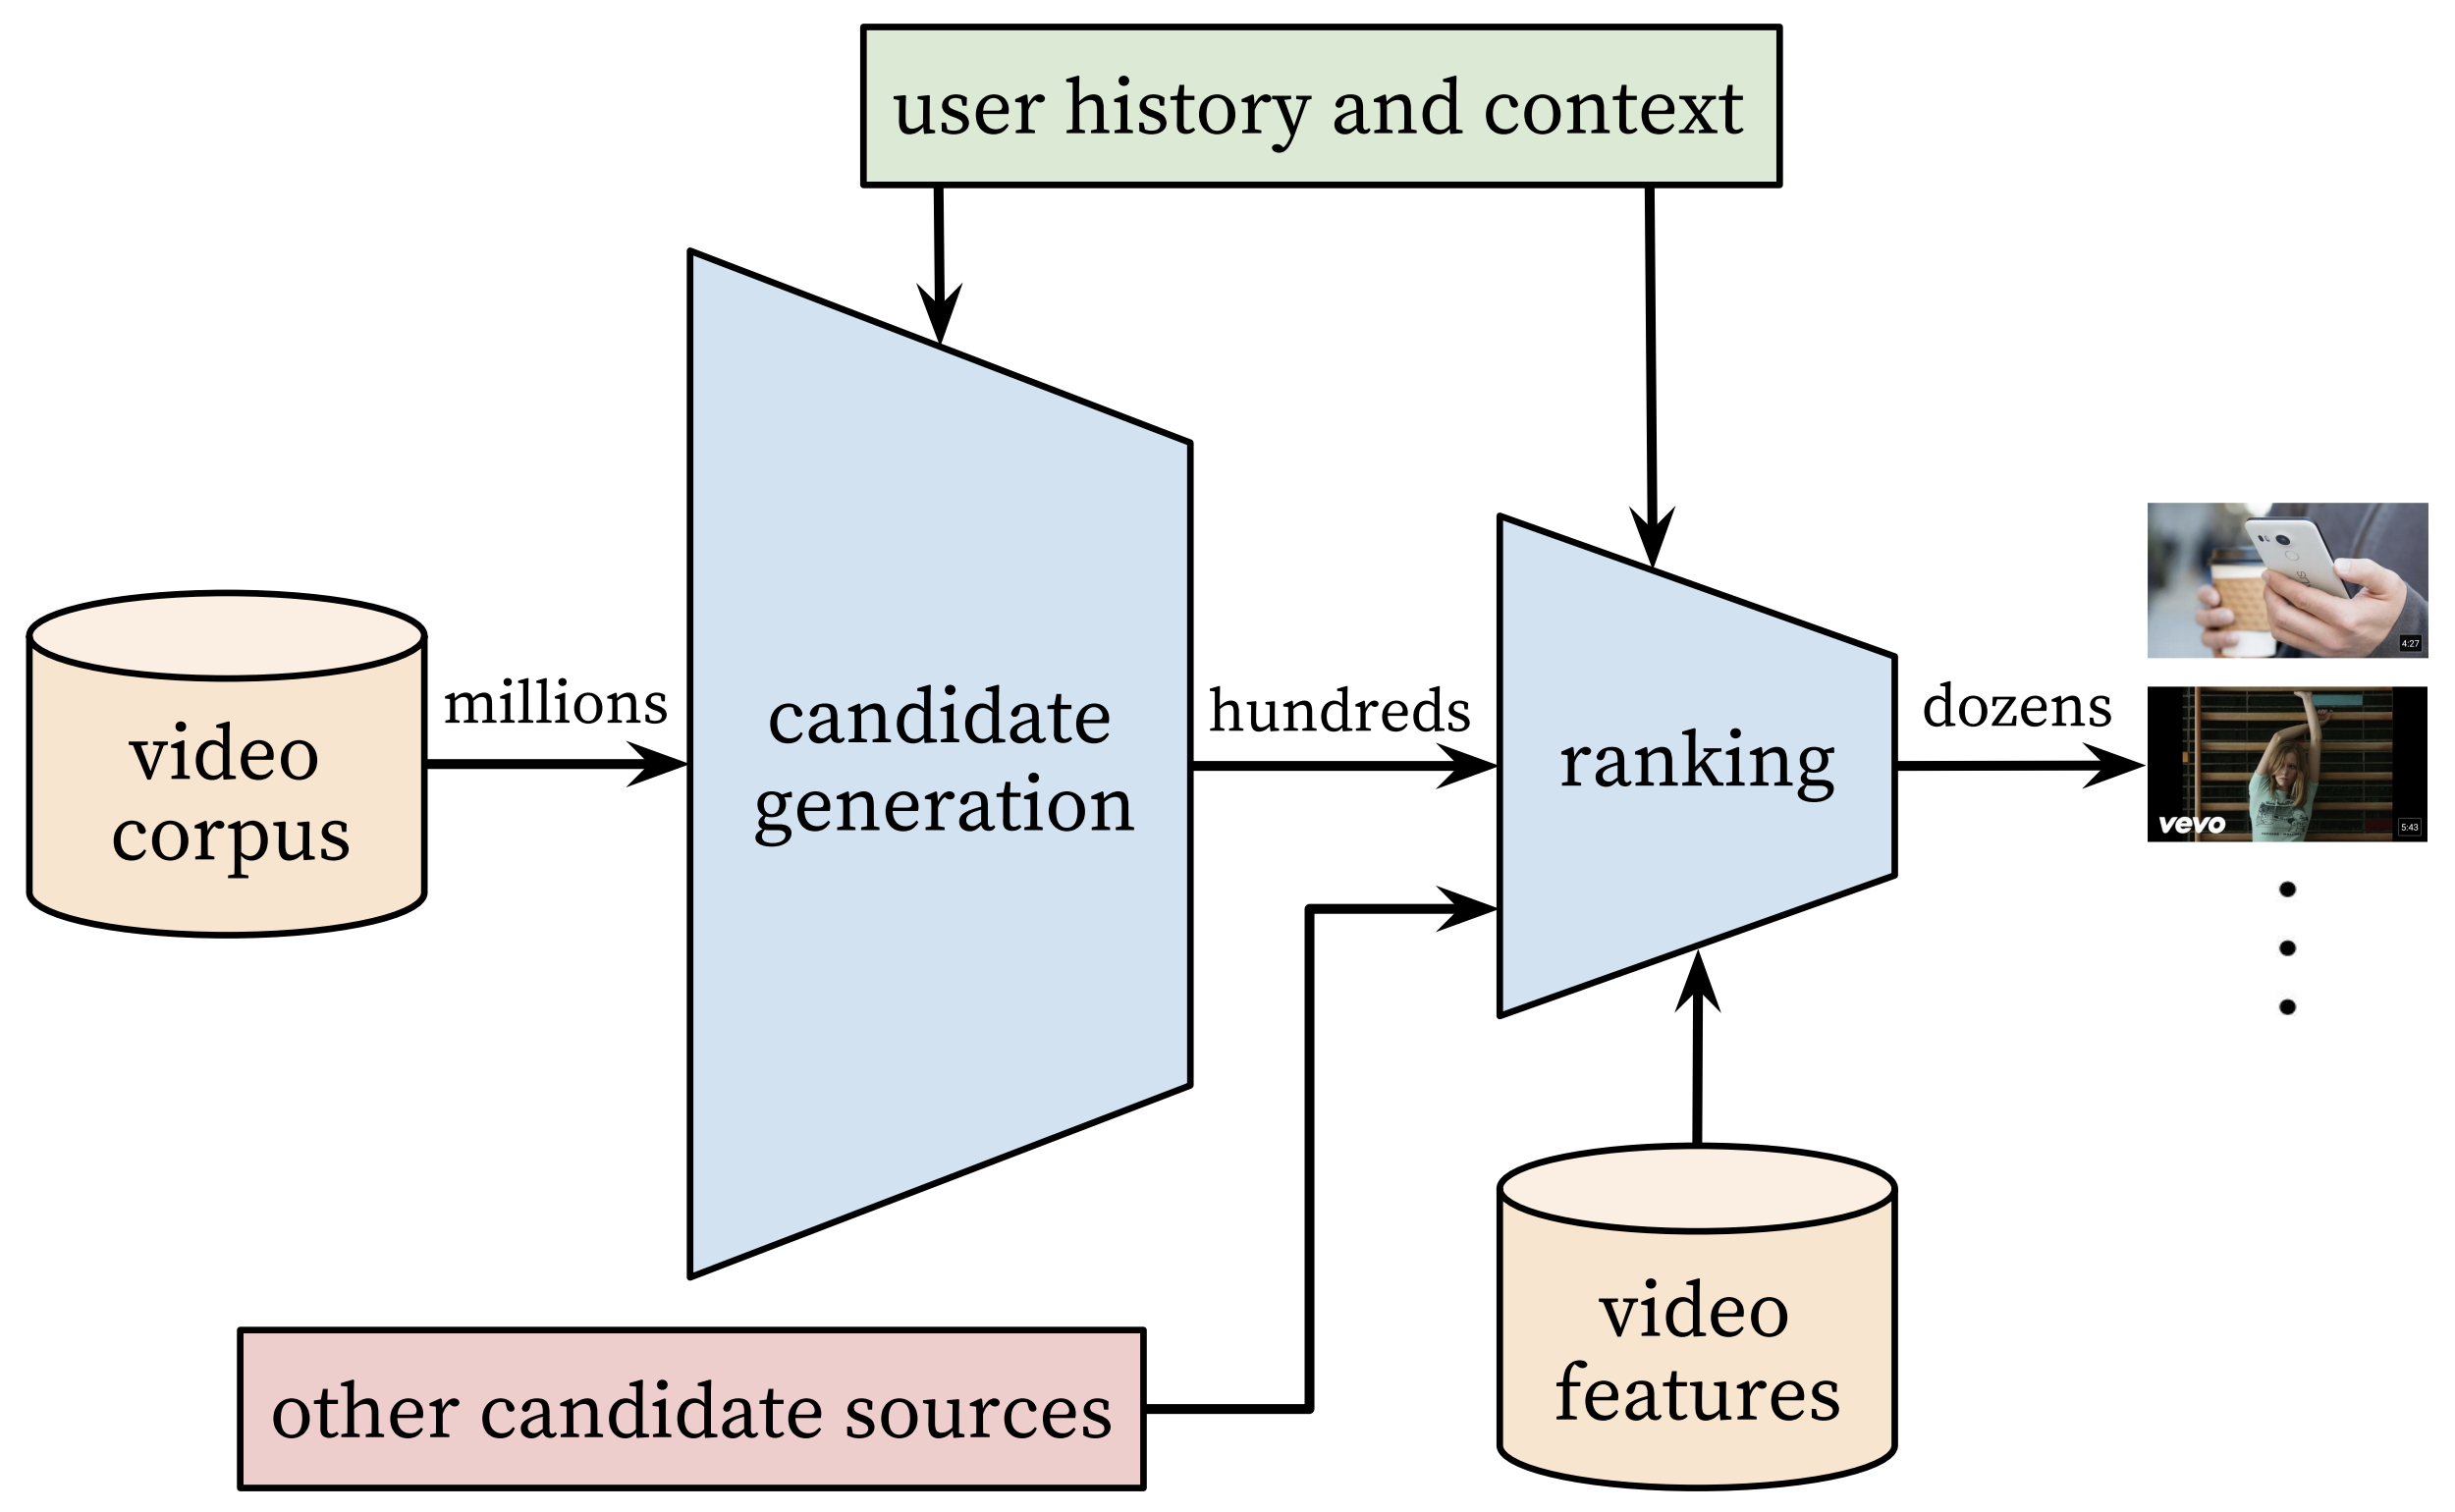 user history and context
millions
video
corpus
candidate
generation
hundreds
ranking
dozens
4:27
vevo
5:43
other candidate sources
video
features